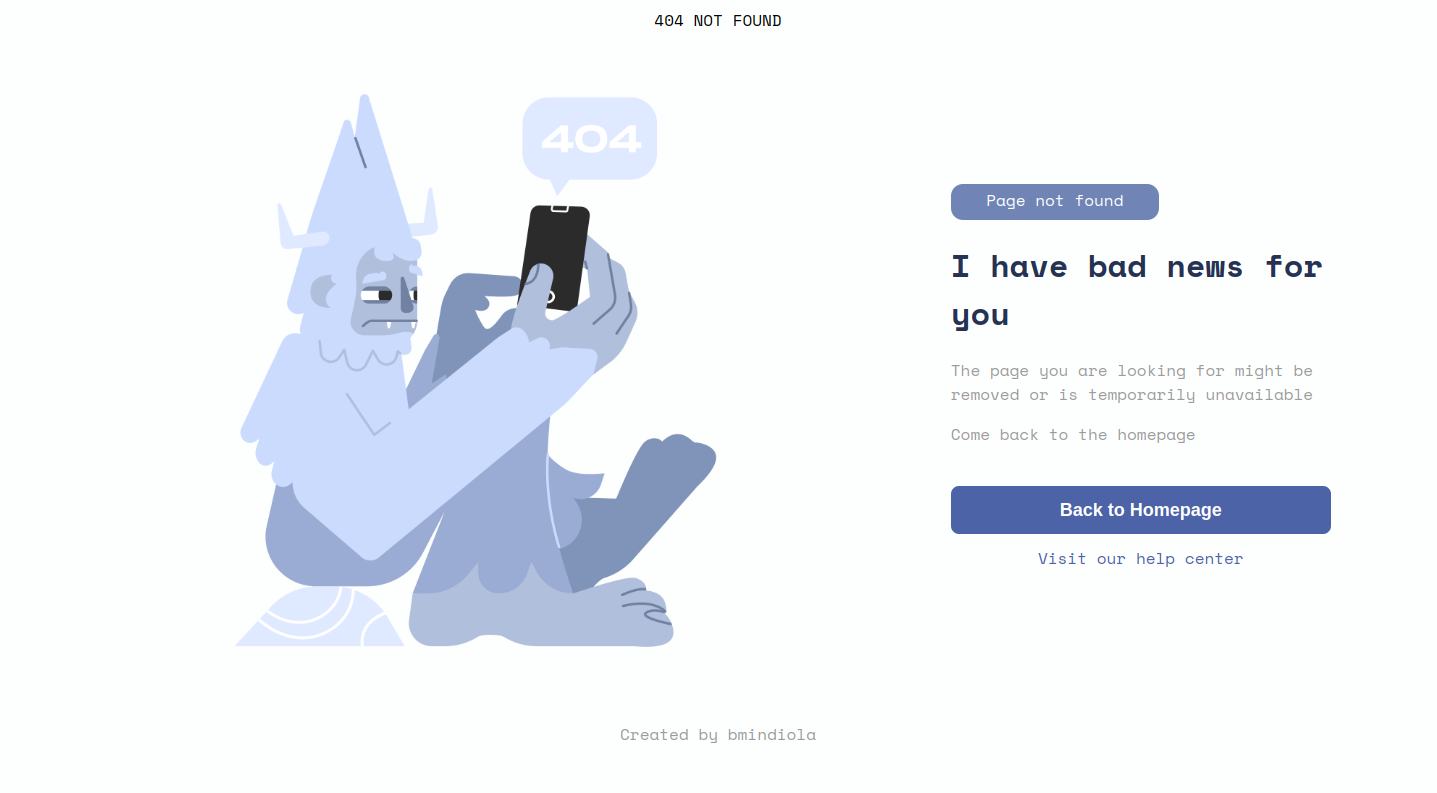 404 NOT FOUND
404
Page not found
I have bad news for
you
The page you are looking for might be
removed or is temporarily unavailable
Come back to the homepage
Back to Homepage
Visit our help center
Created by bmindiola